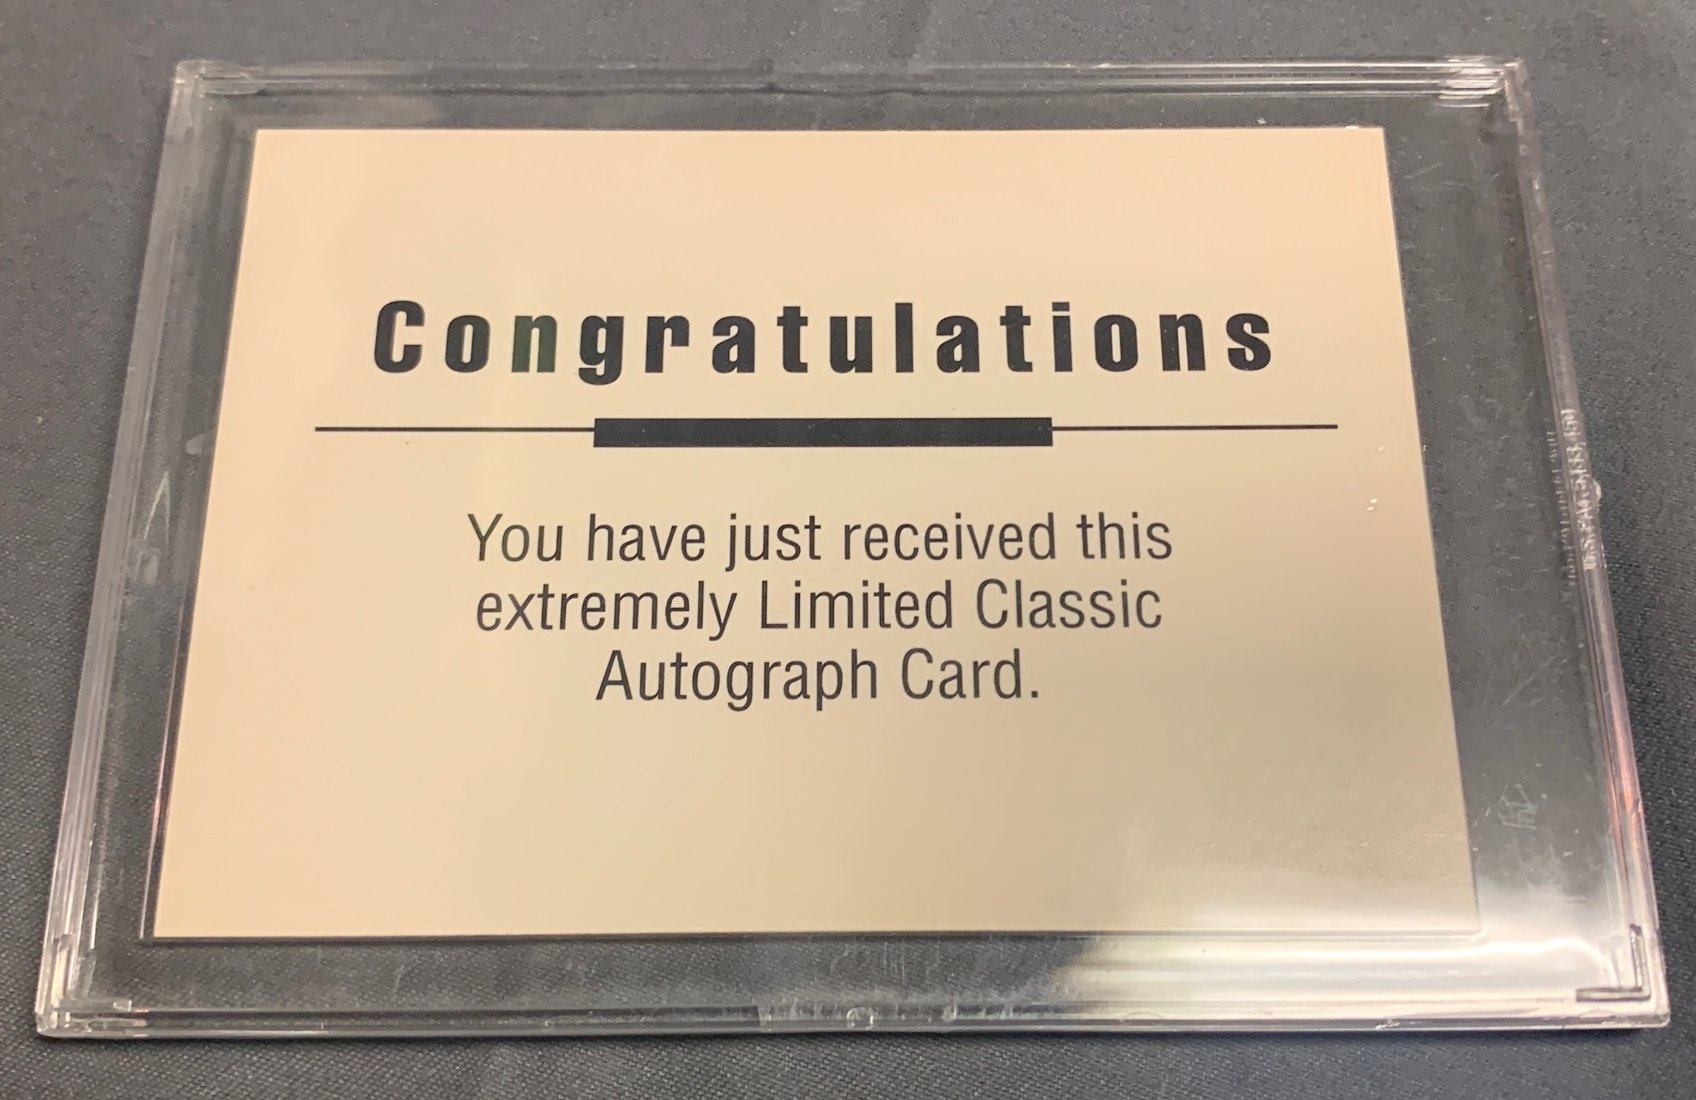 Congratulations
You have just received this
extremely Limited Classic
Autograph Card.